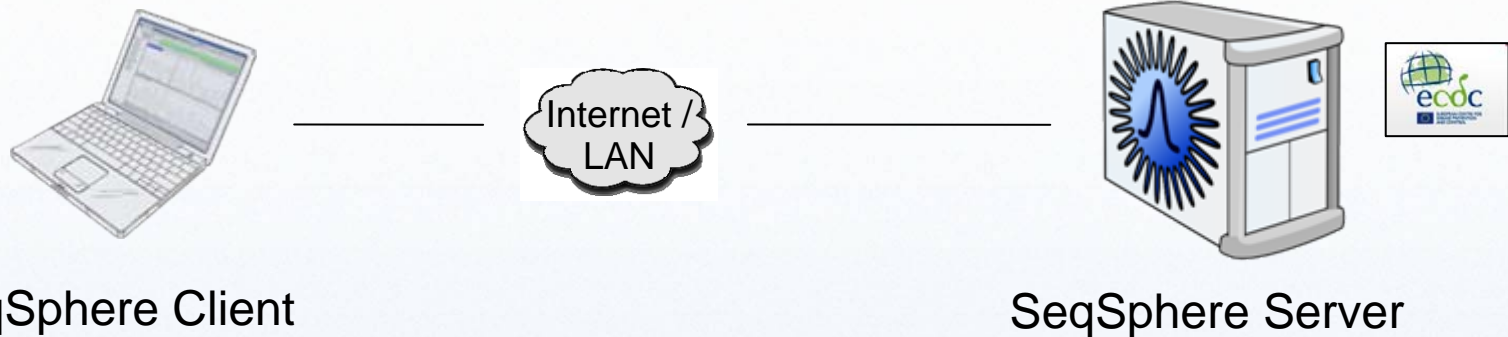 Internet /
LAN
ecdc
qSphere Client
SeqSphere Server